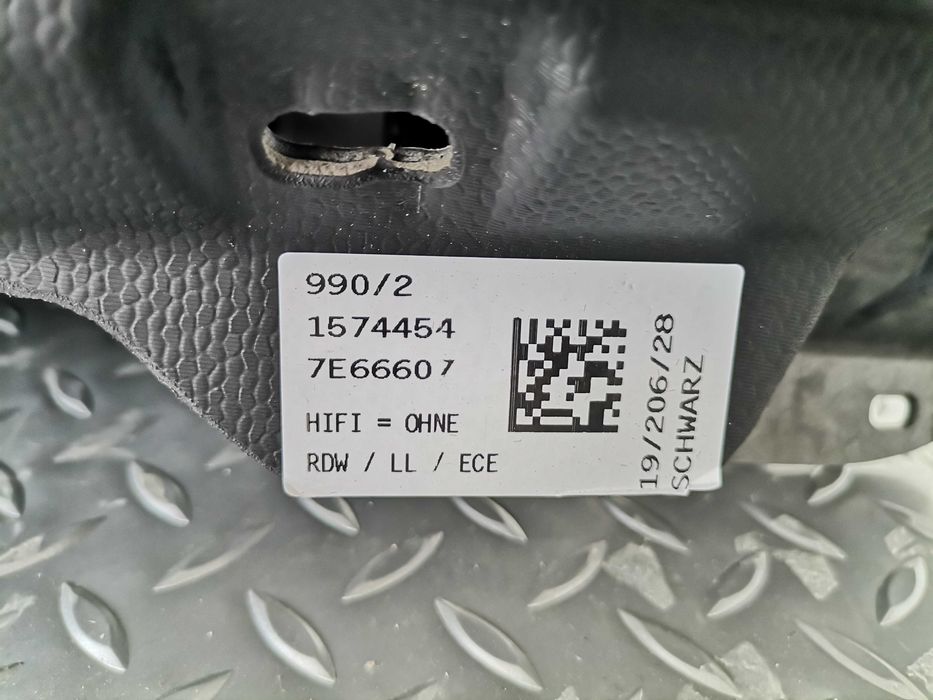 990/2
1574454
7E66607
HIFI = OHNE
RDW / LL / ECE
19/206/28
SCHWARZ